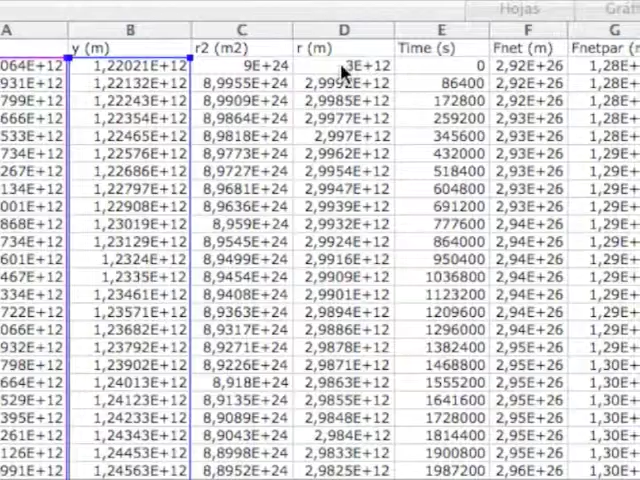 Hojas Gráf
A B C D E F G
y (m) r2 (m2) r (m) Time (s) Fnet (m) Fnetpar (m
064E+12 1,22021E+12 9E+24 3E+12 0 2,92E+26 1,28E+
931E+12 1,22132E+12 8,9955E+24 2,9992E+12 86400 2,92E+26 1,28E+
799E+12 1,22243E+12 8,9909E+24 2,9985E+12 172800 2,92E+26 1,28E+
666E+12 1,22354E+12 8,9864E+24 2,9977E+12 259200 2,93E+26 1,28E+
533E+12 1,22465E+12 8,9818E+24 2,997E+12 345600 2,93E+26 1,28E+
734E+12 1,22576E+12 8,9773E+24 2,9962E+12 432000 2,93E+26 1,29E+
267E+12 1,22686E+12 8,9727E+24 2,9954E+12 518400 2,93E+26 1,29E+
134E+12 1,22797E+12 8,9681E+24 2,9947E+12 604800 2,93E+26 1,29E+
001E+12 1,22908E+12 8,9636E+24 2,9939E+12 691200 2,93E+26 1,29E+
868E+12 1,23019E+12 8,959E+24 2,9932E+12 777600 2,94E+26 1,29E+
734E+12 1,23129E+12 8,9545E+24 2,9924E+12 864000 2,94E+26 1,29E+
601E+12 1,2324E+12 8,9499E+24 2,9916E+12 950400 2,94E+26 1,29E+
467E+12 1,2335E+12 8,9454E+24 2,9909E+12 1036800 2,94E+26 1,29E+
334E+12 1,23461E+12 8,9408E+24 2,9901E+12 1123200 2,94E+26 1,29E+
722E+12 1,23571E+12 8,9363E+24 2,9894E+12 1209600 2,94E+26 1,29E+
066E+12 1,23682E+12 8,9317E+24 2,9886E+12 1296000 2,94E+26 1,29E+
932E+12 1,23792E+12 8,9271E+24 2,9878E+12 1382400 2,95E+26 1,29E+
798E+12 1,23902E+12 8,9226E+24 2,9871E+12 1468800 2,95E+26 1,30E+
664E+12 1,24013E+12 8,918E+24 2,9863E+12 1555200 2,95E+26 1,30E+
529E+12 1,24123E+12 8,9135E+24 2,9855E+12 1641600 2,95E+26 1,30E+
395E+12 1,24233E+12 8,9089E+24 2,9848E+12 1728000 2,95E+26 1,30E+
261E+12 1,24343E+12 8,9043E+24 2,984E+12 1814400 2,95E+26 1,30E+
126E+12 1,24453E+12 8,8998E+24 2,9833E+12 1900800 2,95E+26 1,30E+
991E+12 1,24563E+12 8,8952E+24 2,9825E+12 1987200 2,96E+26 1,30E+